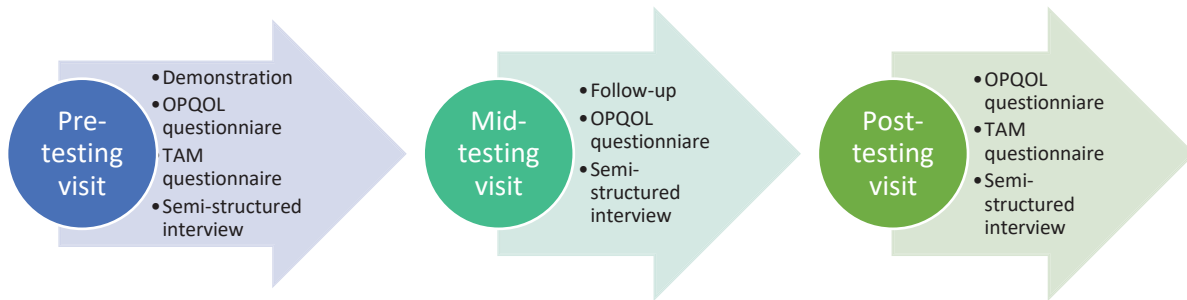 Pre-
testing
visit
•Demonstration
•OPQOL
questionniare
•TAM
questionnaire
•Semi-structured
interview
Mid-
testing
visit
•Follow-up
•OPQOL
questionniare
•Semi-
structured
interview
Post-
testing
visit
•OPQOL
questionniare
•TAM
questionnaire
•Semi-
structured
interview